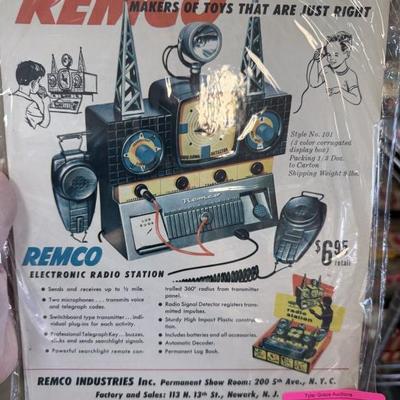 REMCO
MAKERS OF TOYS THAT ARE JUST RIGHT
Style No. 101
(3 color corrugated
display box)
Packing 1/3 Doz.
to Carton
Shipping Weight 9 lbs.
Remco
$6.95
retail
REMCO
ELECTRONIC RADIO STATION
• Sends and receives up to ½ mile.
• Two microphones . . . transmits voice
and telegraph codes.
• Switchboard type transmitter . . . indi-
vidual plug-ins for each activity.
• Professional Telegraph Key . . . buzzes,
clicks and sends searchlight signals.
• Powerful searchlight remote con-
trolled 360° radius from transmitter
panel.
• Radio Signal Detector registers trans-
mitted impulses.
• Sturdy High Impact Plastic construc-
tion.
• Includes batteries and all accessories.
• Automatic Decoder.
• Permanent Log Book.
radio
station
REMCO INDUSTRIES Inc. Permanent Show Room: 200 5th Ave., N. Y. C.
Factory and Sales: 113 N. 13th St., Newark, N. J.
Tyler Grace Auctions